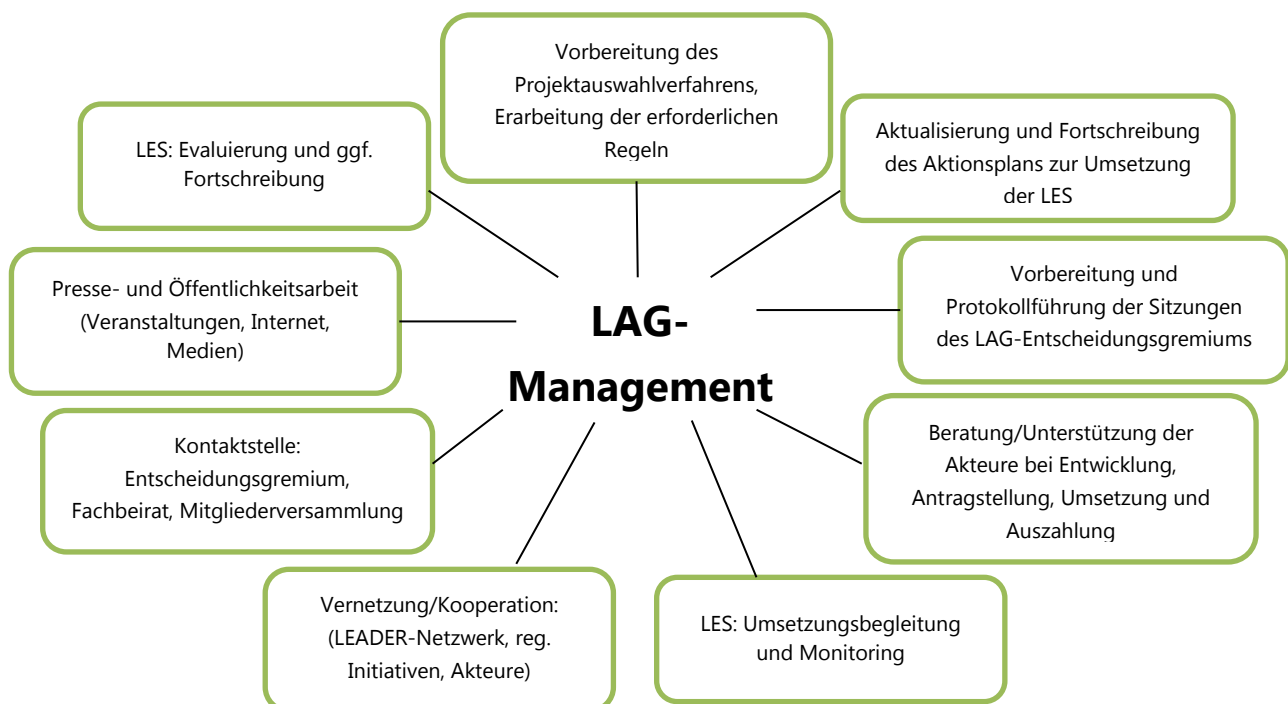 Vorbereitung des
Projektauswahlverfahrens,
Erarbeitung der erforderlichen
Regeln
LES: Evaluierung und ggf.
Fortschreibung
Aktualisierung und Fortschreibung
des Aktionsplans zur Umsetzung
der LES
Presse- und Öffentlichkeitsarbeit
(Veranstaltungen, Internet,
Medien)
LAG-
Management
Vorbereitung und
Protokollführung der Sitzungen
des LAG-Entscheidungsgremiums
Kontaktstelle:
Entscheidungsgremium,
Fachbeirat, Mitgliederversammlung
Beratung/Unterstützung der
Akteure bei Entwicklung,
Antragstellung, Umsetzung und
Auszahlung
Vernetzung/Kooperation:
(LEADER-Netzwerk, reg.
Initiativen, Akteure)
LES: Umsetzungsbegleitung
und Monitoring